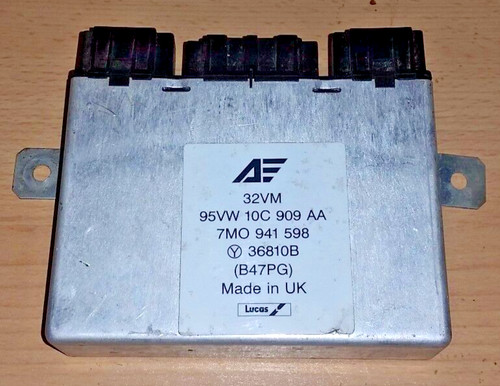 AE
32VM
95VW 10C 909 AA
7MO 941 598
Y 36810B
(B47PG)
Made in UK
Lucas